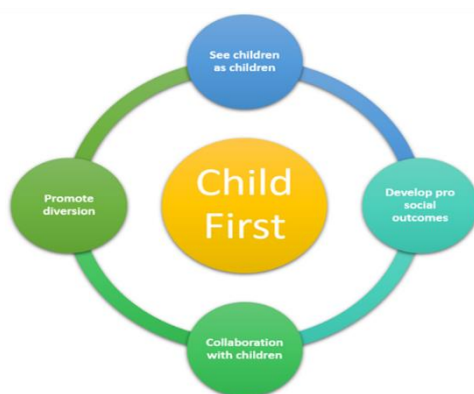 See children
as children
Promote
diversion
Child
First
Develop pro
social
outcomes
Collaboration
with children